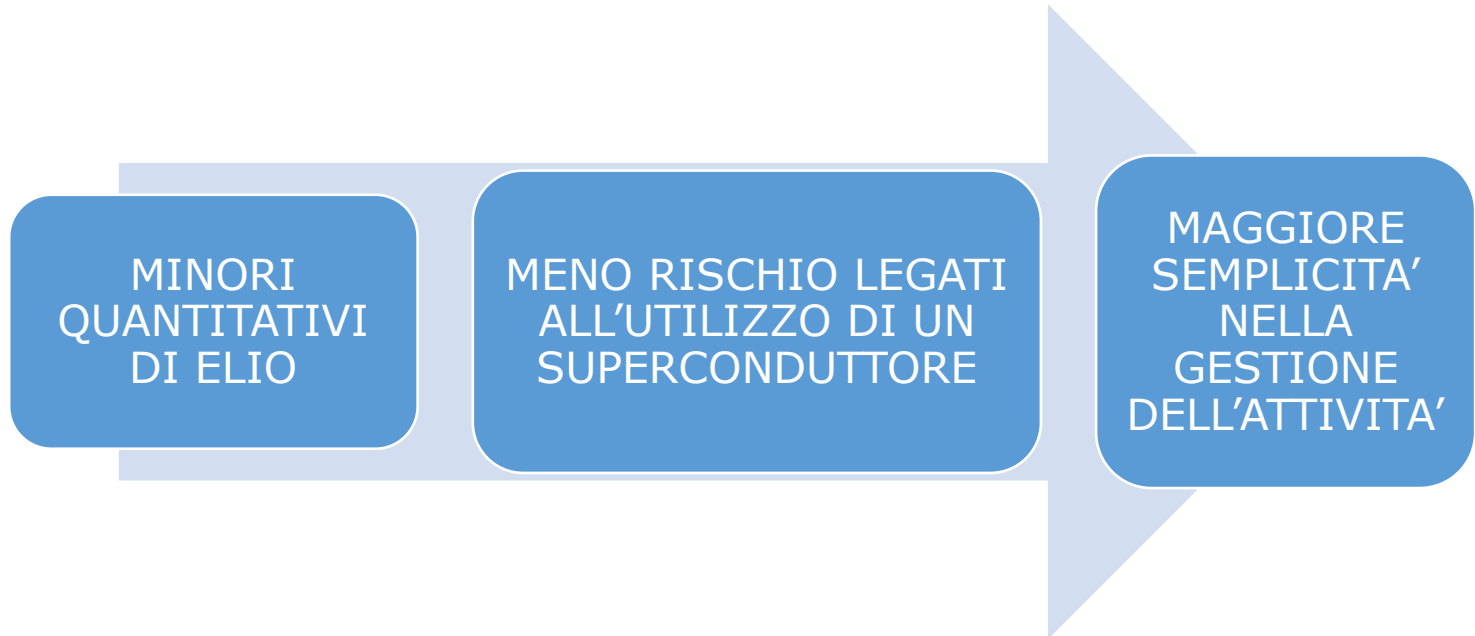 MINORI
QUANTITATIVI
DI ELIO
MENO RISCHIO LEGATI
ALL’UTILIZZO DI UN
SUPERCONDUTTORE
MAGGIORE
SEMPLICITA’
NELLA
GESTIONE
DELL’ATTIVITA’